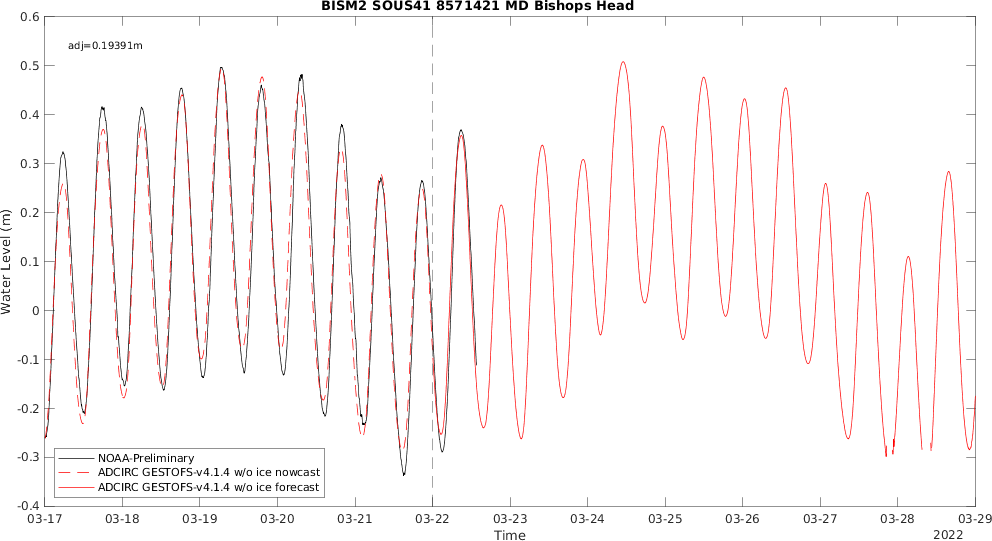 BISM2 SOUS41 8571421 MD Bishops Head
adj=0.19391m
Water Level (m)
0.6
0.5
0.4
0.3
0.2
0.1
0
-0.1
-0.2
-0.3
-0.4
NOAA-Preliminary
ADCIRC GESTOFS-v4.1.4 w/o ice nowcast
ADCIRC GESTOFS-v4.1.4 w/o ice forecast
03-17 03-18 03-19 03-20 03-21 03-22 03-23 03-24 03-25 03-26 03-27 03-28 03-29
Time
2022